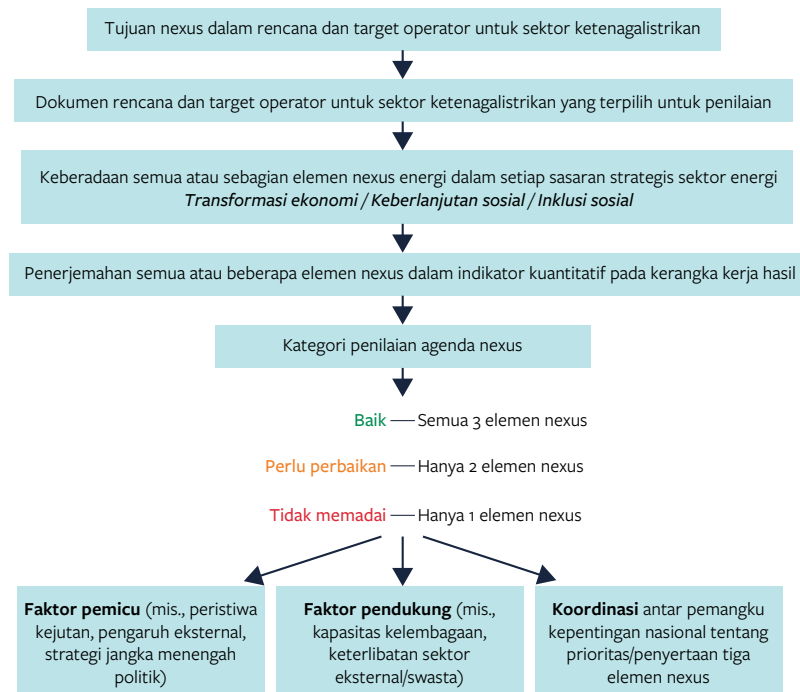 Tujuan nexus dalam rencana dan target operator untuk sektor ketenagalistrikan
Dokumen rencana dan target operator untuk sektor ketenagalistrikan yang terpilih untuk penilaian
Keberadaan semua atau sebagian elemen nexus energi dalam setiap sasaran strategis sektor energi
Transformasi ekonomi / Keberlanjutan sosial / Inklusi sosial
Penerjemahan semua atau beberapa elemen nexus dalam indikator kuantitatif pada kerangka kerja hasil
Kategori penilaian agenda nexus
Baik — Semua 3 elemen nexus
Perlu perbaikan — Hanya 2 elemen nexus
Tidak memadai — Hanya 1 elemen nexus
Faktor pemicu (mis., peristiwa
kejutan, pengaruh eksternal,
strategi jangka menengah
politik)
Faktor pendukung (mis.,
kapasitas kelembagaan,
keterlibatan sektor
eksternal/swasta)
Koordinasi antar pemangku
kepentingan nasional tentang
prioritas/penyertaan tiga
elemen nexus